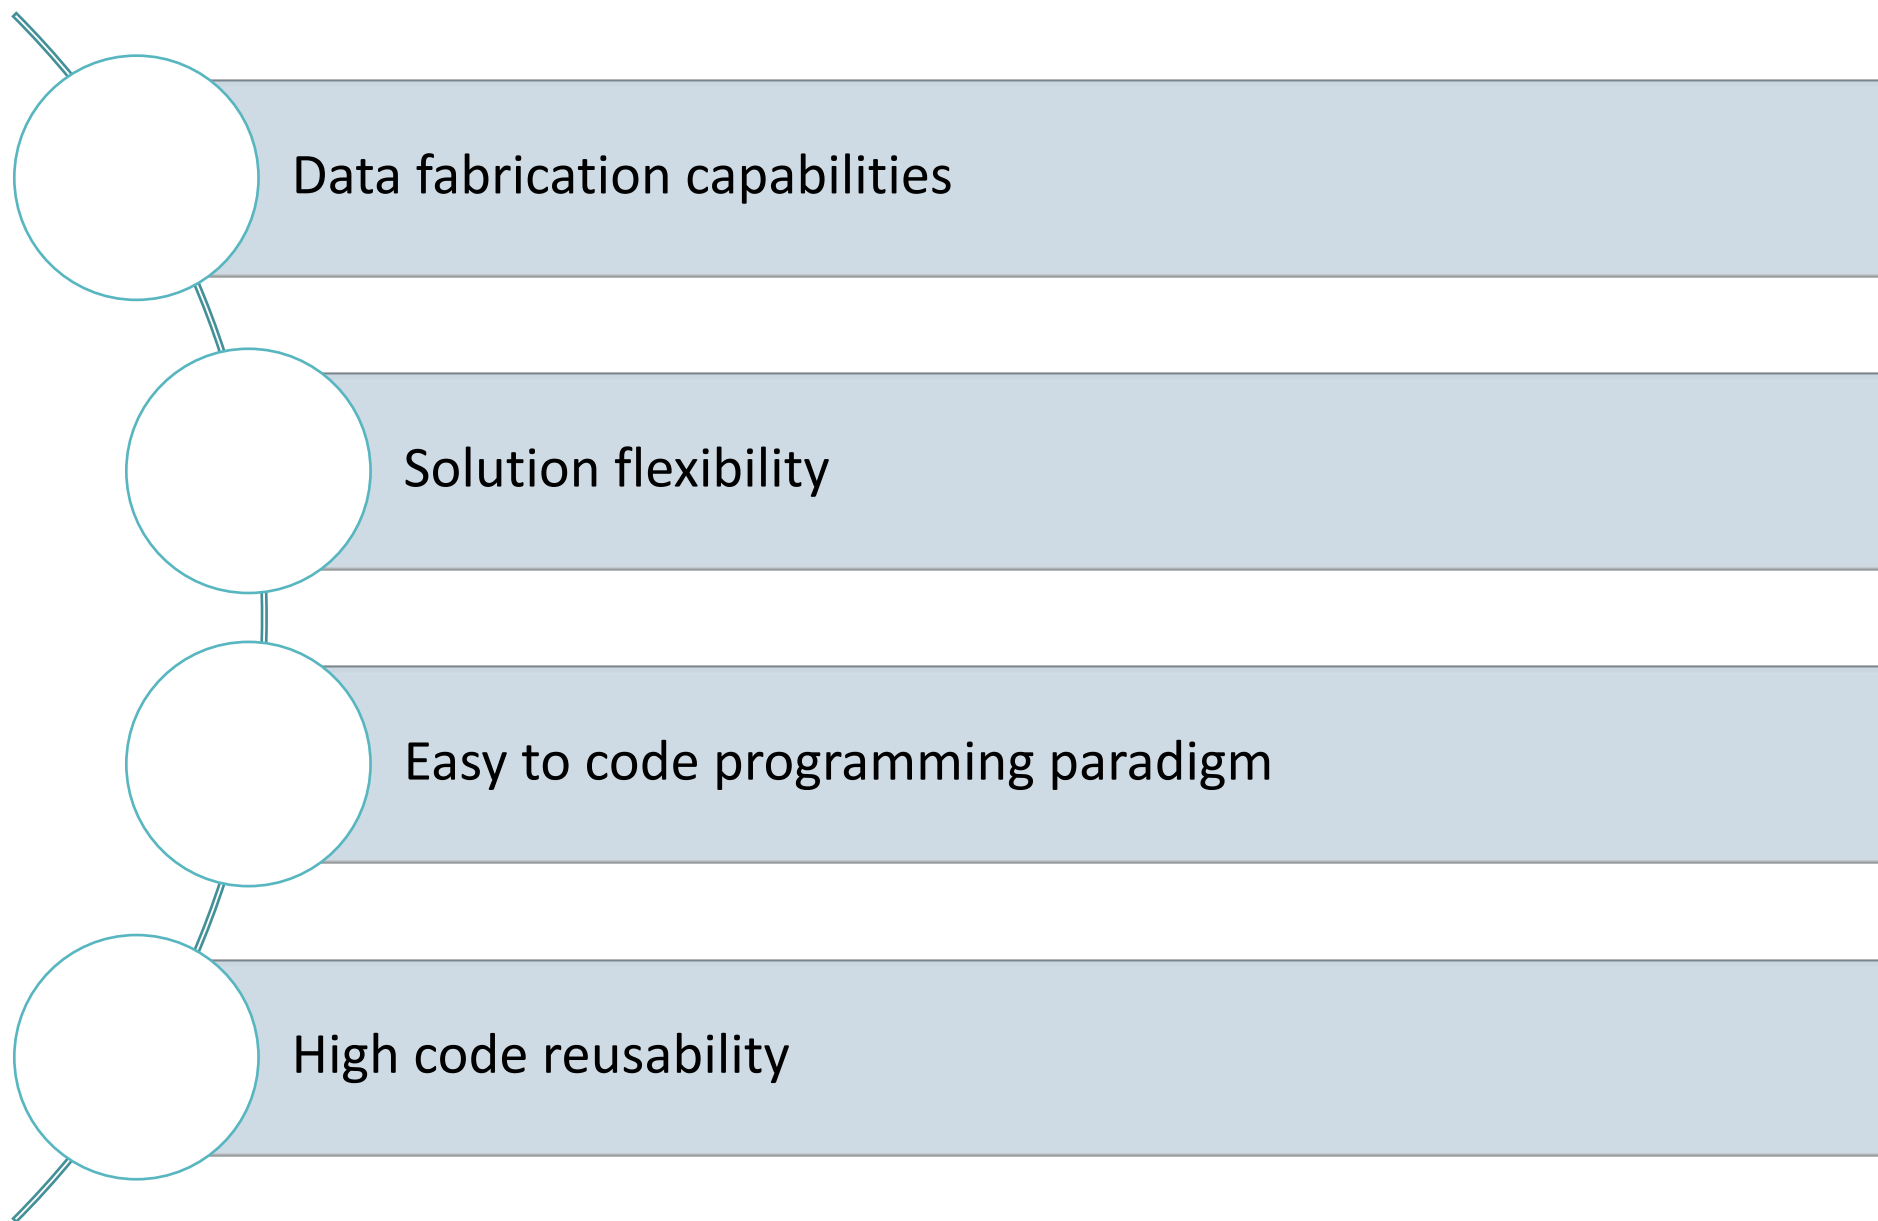 Data fabrication capabilities
Solution flexibility
Easy to code programming paradigm
High code reusability